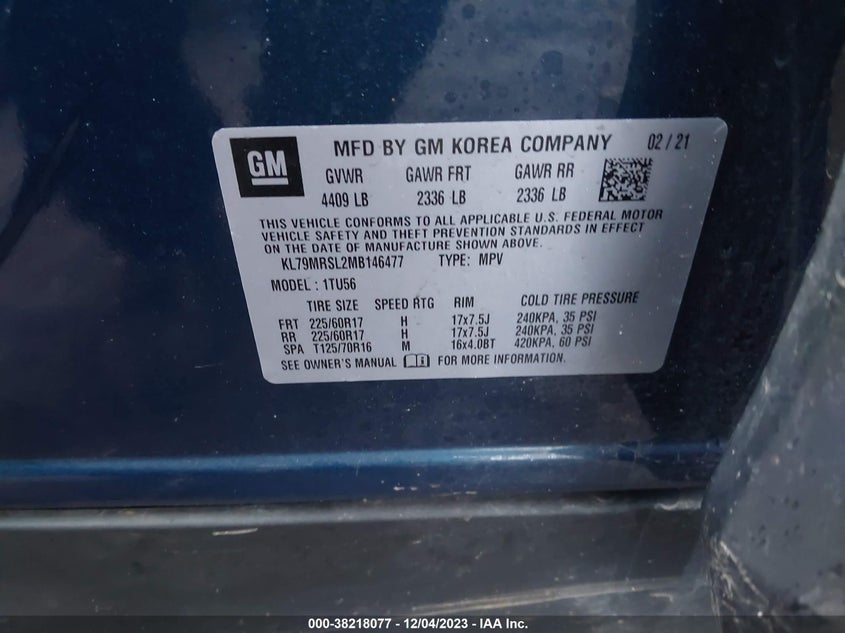 GM MFD BY GM KOREA COMPANY 02/21
GVWR GAWR FRT GAWR RR
4409 LB 2336 LB 2336 LB
THIS VEHICLE CONFORMS TO ALL APPLICABLE U.S. FEDERAL MOTOR
VEHICLE SAFETY AND THEFT PREVENTION STANDARDS IN EFFECT
ON THE DATE OF MANUFACTURE SHOWN ABOVE.
KL79MRSL2MB146477 TYPE: MPV
MODEL : 1TU56
TIRE SIZE SPEED RTG RIM COLD TIRE PRESSURE
FRT 225/60R17 H 17x7.5J 240KPA, 35 PSI
RR 225/60R17 H 17x7.5J 240KPA, 35 PSI
SPA T125/70R16 M 16x4.0BT 420KPA, 60 PSI
SEE OWNER'S MANUAL FOR MORE INFORMATION.
000-38218077 - 12/04/2023 - IAA Inc.